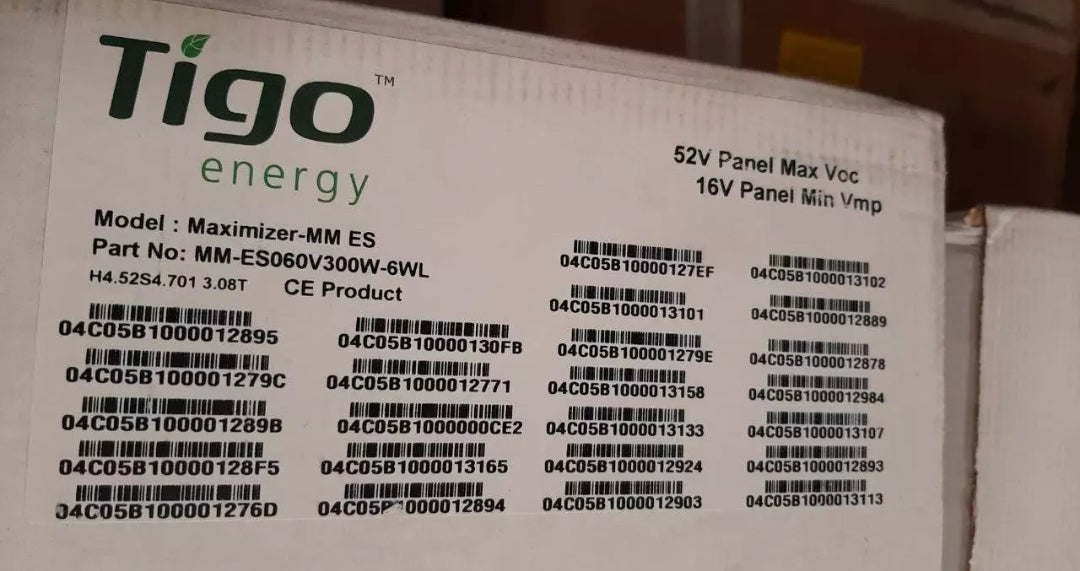 Tigo™
energy
52V Panel Max Voc
16V Panel Min Vmp
Model : Maximizer-MM ES
Part No: MM-ES060V300W-6WL
H4.52S4.701 3.08T CE Product
04C05B1000012895
04C05B100001279C
04C05B100001289B
04C05B10000128F5
04C05B100001276D
04C05B10000130FB
04C05B1000012771
04C05B1000000CE2
04C05B1000013165
04C05B10000127EF
04C05B1000013101
04C05B100001279E
04C05B1000013158
04C05B1000013133
04C05B1000012924
04C05B1000012903
04C05B1000013102
04C05B1000012889
04C05B1000012878
04C05B1000012984
04C05B1000013107
04C05B1000012893
04C05B1000013113